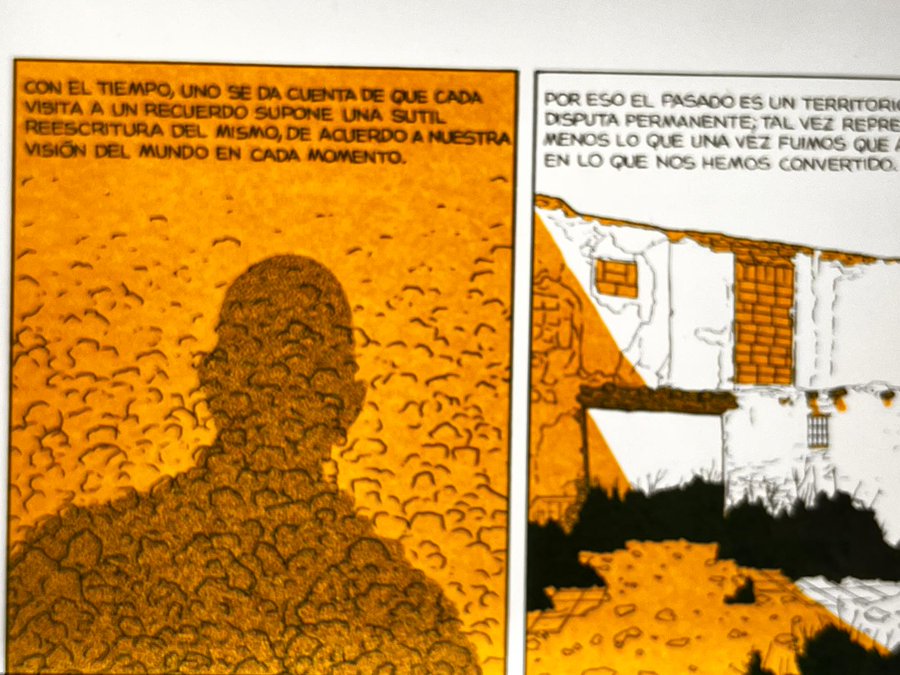 CON EL TIEMPO, UNO SE DA CUENTA DE QUE CADA
VISITA A UN RECUERDO SUPONE UNA SUTIL
REESCRITURA DEL MISMO, DE ACUERDO A NUESTRA
VISIÓN DEL MUNDO EN CADA MOMENTO.
POR ESO EL PASADO ES UN TERRITORIO
DISPUTA PERMANENTE; TAL VEZ
MENOS LO QUE UNA VEZ FUIMOS QUE
EN LO QUE NOS HEMOS CONVERTIDO.